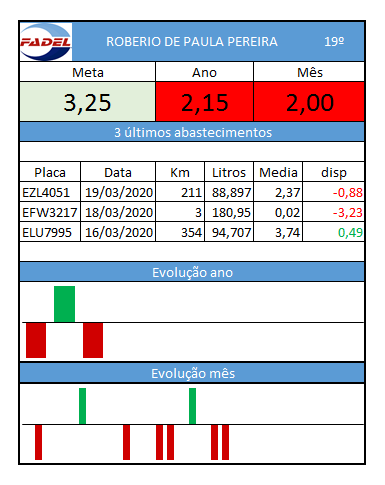 FADEL
ROBERIO DE PAULA PEREIRA 19º
Meta Ano Mês
3,25 2,15 2,00
3 últimos abastecimentos
Placa Data Km Litros Media disp
EZL4051 19/03/2020 211 88,897 2,37 -0,88
EFW3217 18/03/2020 3 180,95 0,02 -3,23
ELU7995 16/03/2020 354 94,707 3,74 0,49
Evolução ano
Evolução mês